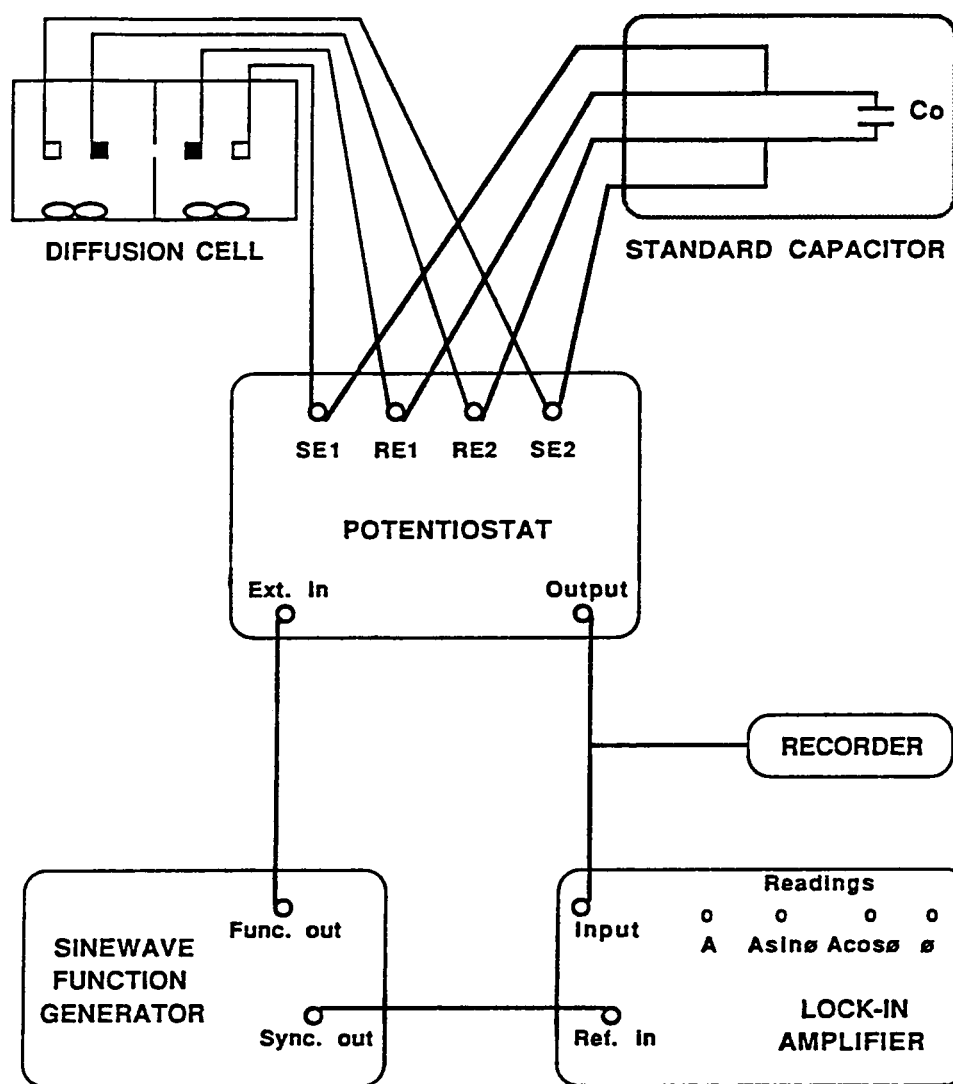 Co
DIFFUSION CELL
STANDARD CAPACITOR
SE1 RE1 RE2 SE2
POTENTIOSTAT
Ext. In
Output
RECORDER
Func. out
SINEWAVE
FUNCTION
GENERATOR
Sync. out
Readings
Input
A Asinø Acosø ø
LOCK-IN
AMPLIFIER
Ref. in